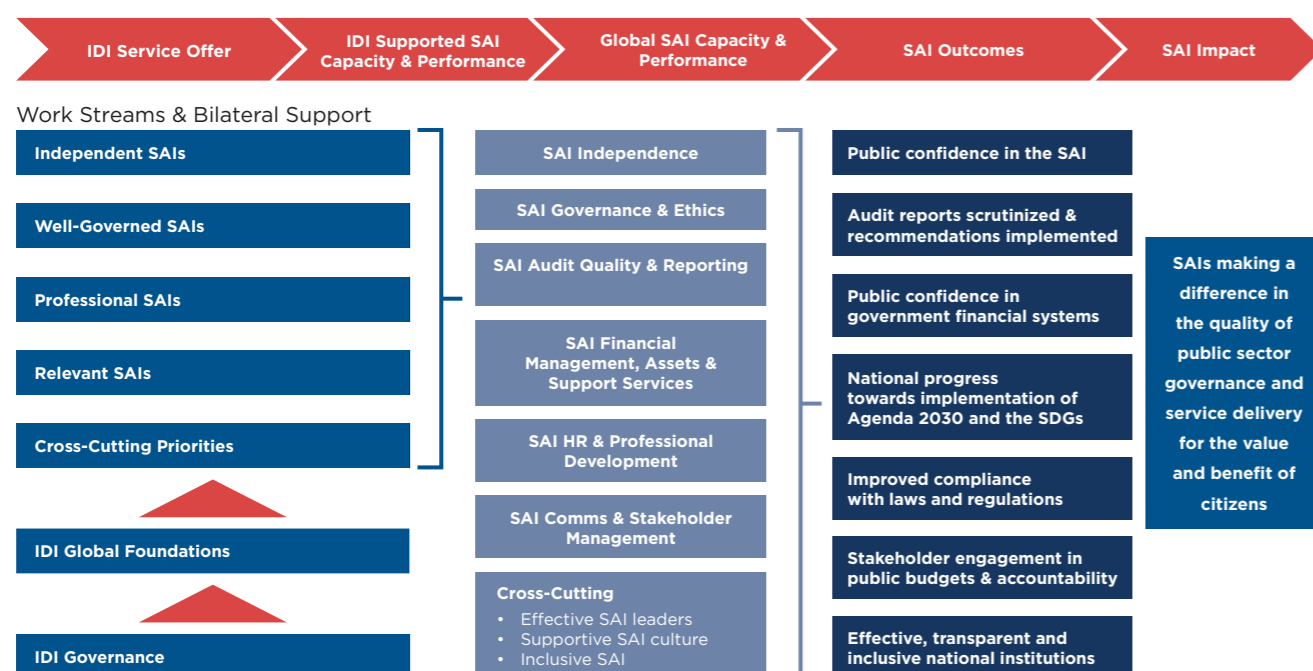 IDI Service Offer
IDI Supported SAI
Capacity & Performance
Global SAI Capacity &
Performance
SAI Outcomes
SAI Impact
Work Streams & Bilateral Support
Independent SAIs
Well-Governed SAIs
Professional SAIs
Relevant SAIs
Cross-Cutting Priorities
IDI Global Foundations
IDI Governance
SAI Independence
SAI Governance & Ethics
SAI Audit Quality & Reporting
SAI Financial
Management, Assets &
Support Services
SAI HR & Professional
Development
SAI Comms & Stakeholder
Management
Cross-Cutting
• Effective SAI leaders
• Supportive SAI culture
• Inclusive SAI
Public confidence in the SAI
Audit reports scrutinized &
recommendations implemented
Public confidence in
government financial systems
National progress
towards implementation of
Agenda 2030 and the SDGs
Improved compliance
with laws and regulations
Stakeholder engagement in
public budgets & accountability
Effective, transparent and
inclusive national institutions
SAIs making a
difference in
the quality of
public sector
governance and
service delivery
for the value
and benefit of
citizens